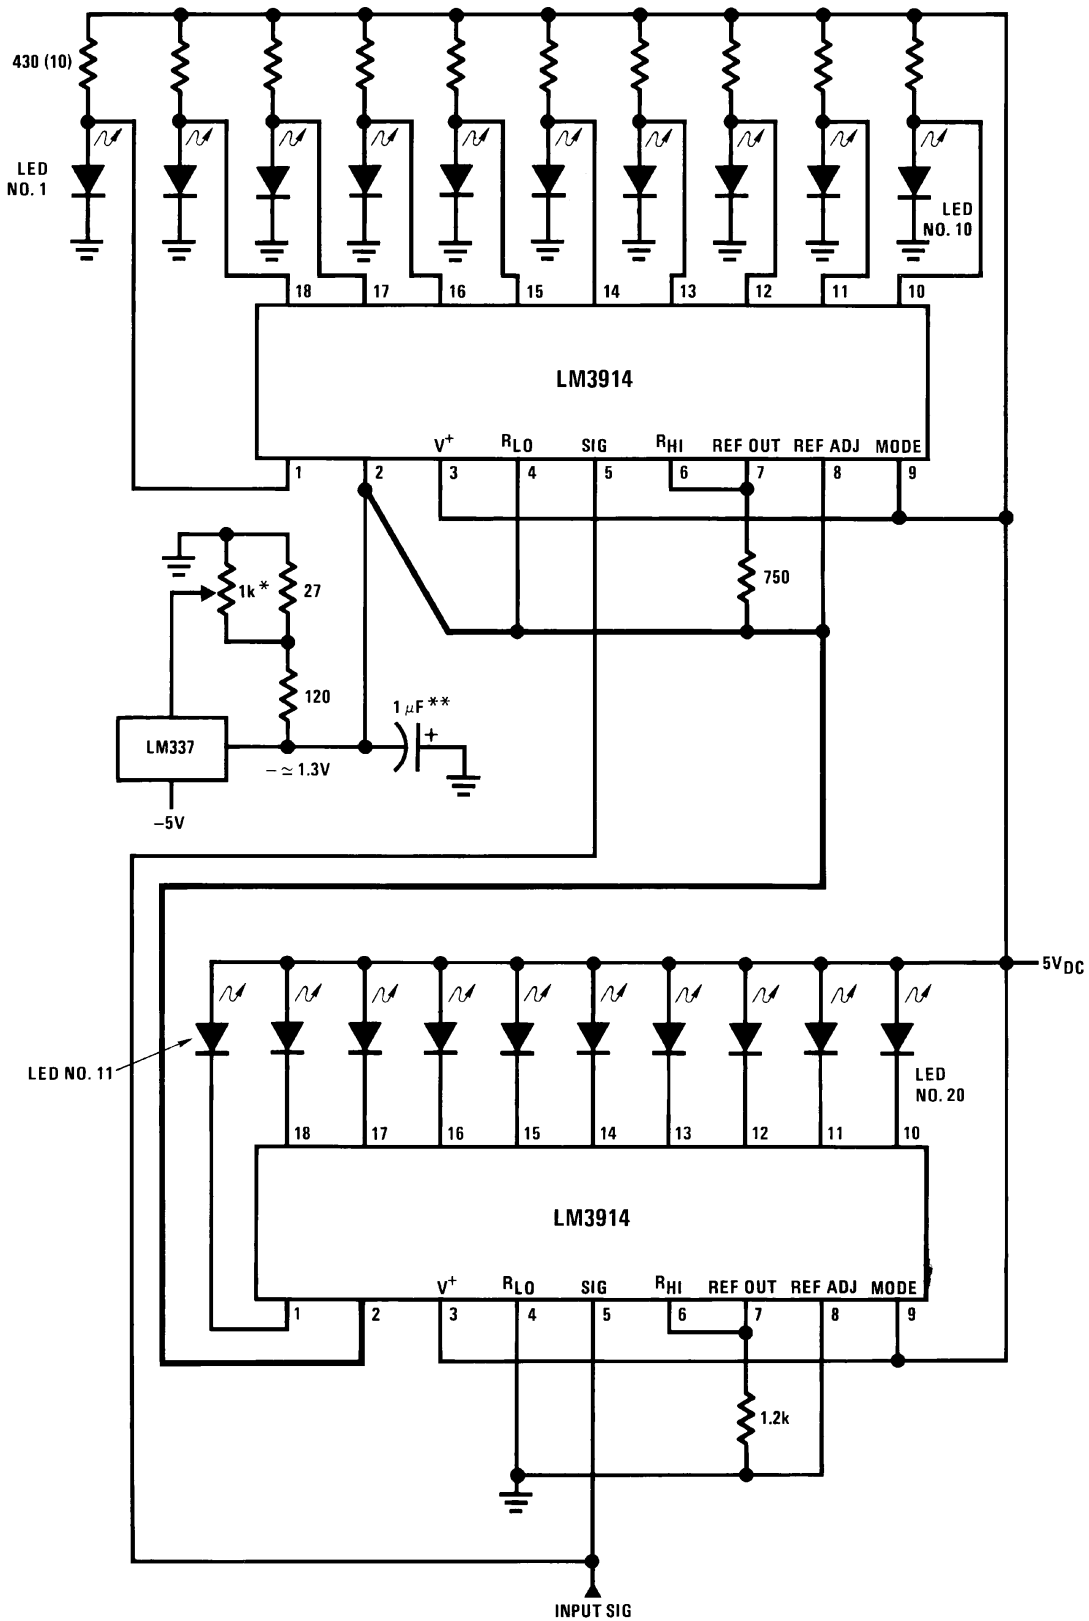 430 (10)
LED
NO. 1
LED
NO. 10
18 17 16 15 14 13 12 11 10
LM3914
V+ RLO SIG RHI REF OUT REF ADJ MODE
1 2 3 4 5 6 7 8 9
1k* 27
750
120
1 μF**
+
LM337
− ≃ 1.3V
−5V
5VDC
LED NO. 11
LED
NO. 20
18 17 16 15 14 13 12 11 10
LM3914
V+ RLO SIG RHI REF OUT REF ADJ MODE
1 2 3 4 5 6 7 8 9
1.2k
INPUT SIG